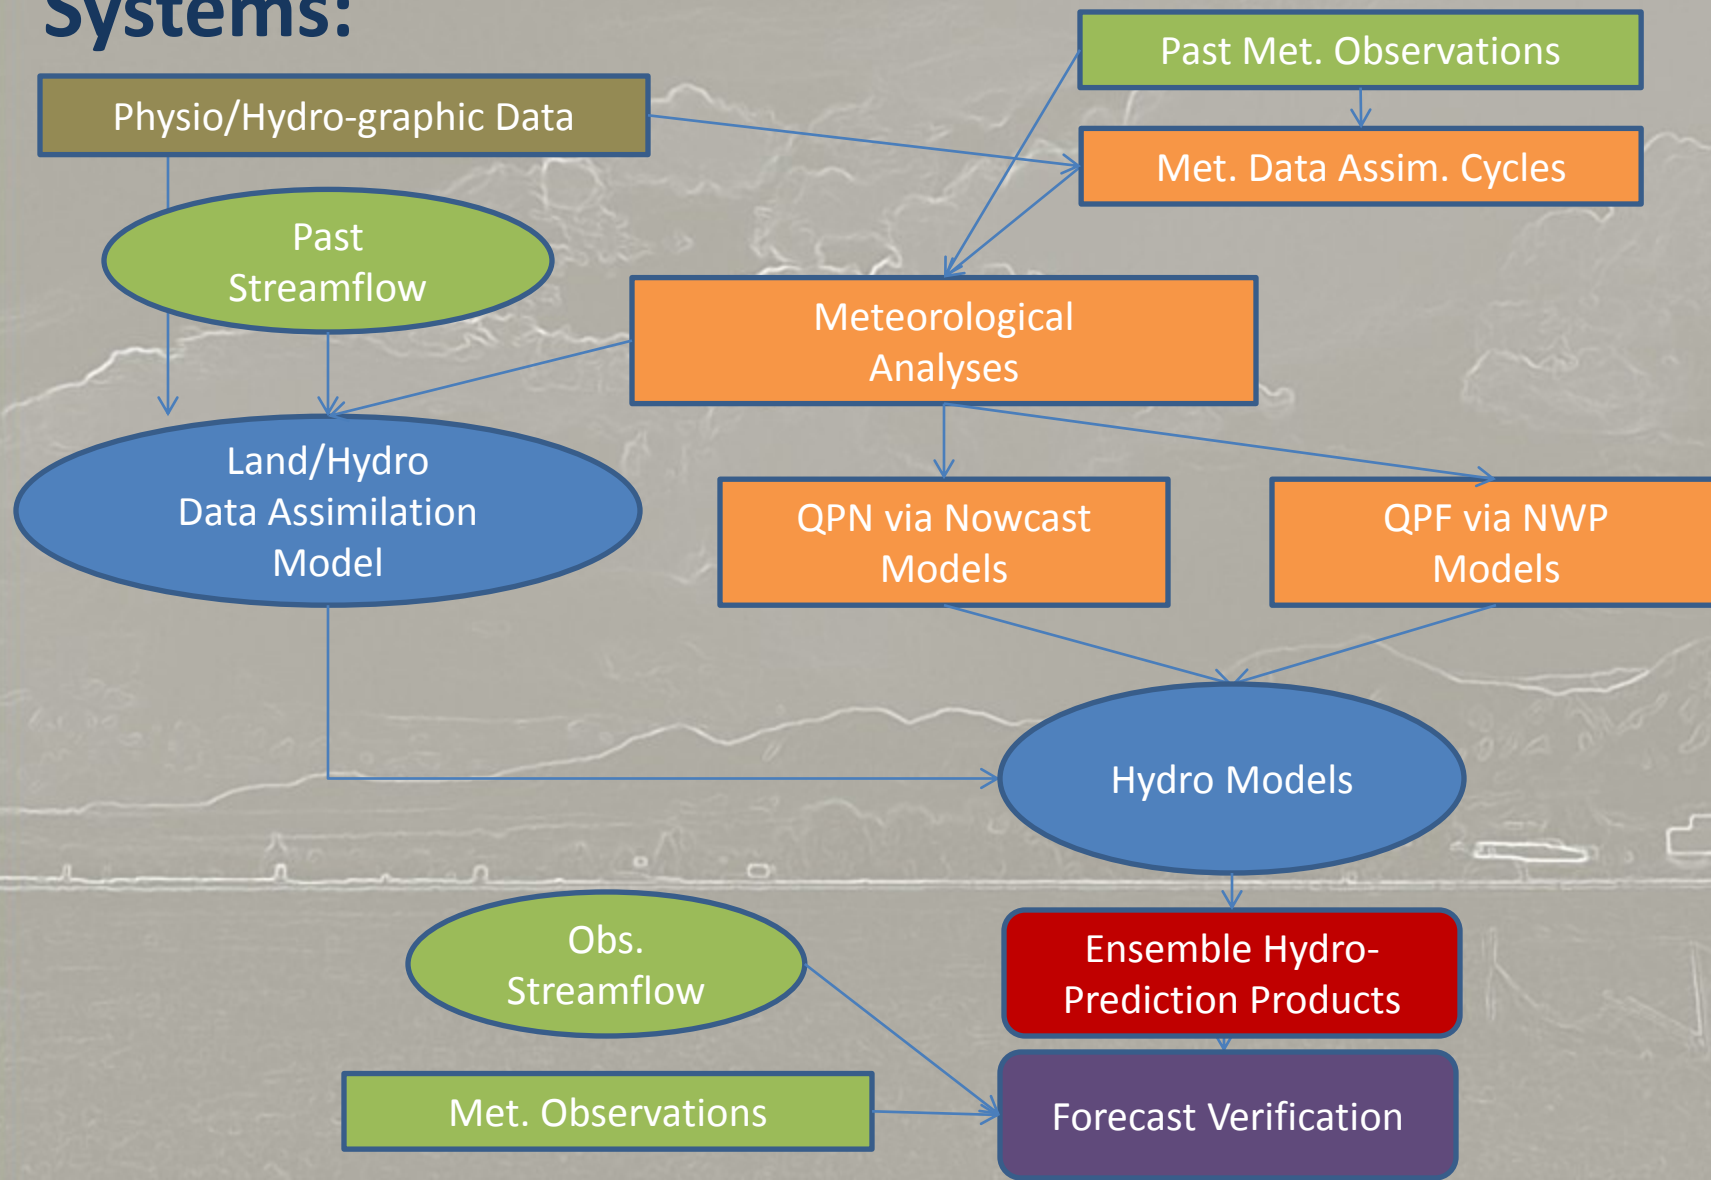 Systems:
Past Met. Observations
Physio/Hydro-graphic Data
Met. Data Assim. Cycles
Past
Streamflow
Meteorological
Analyses
Land/Hydro
Data Assimilation
Model
QPN via Nowcast
Models
QPF via NWP
Models
Hydro Models
Obs.
Streamflow
Ensemble Hydro-
Prediction Products
Met. Observations
Forecast Verification